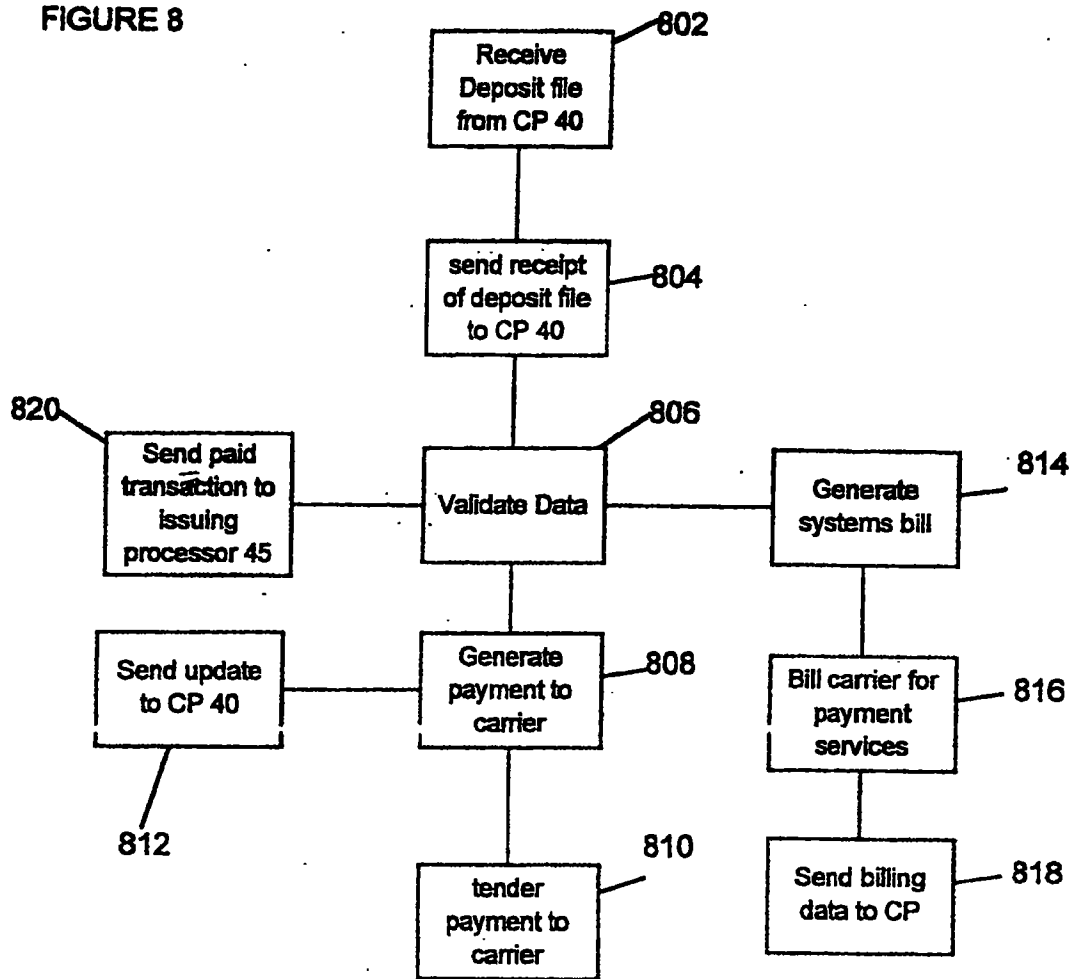 FIGURE 8
802
Receive
Deposit file
from CP 40
send receipt
of deposit file
to CP 40
804
820
Send paid
transaction to
issuing
processor 45
806
Validate Data
814
Generate
systems bill
Send update
to CP 40
812
Generate
payment to
carrier
808
Bill carrier for
payment
services
816
810
tender
payment to
carrier
Send billing
data to CP
818